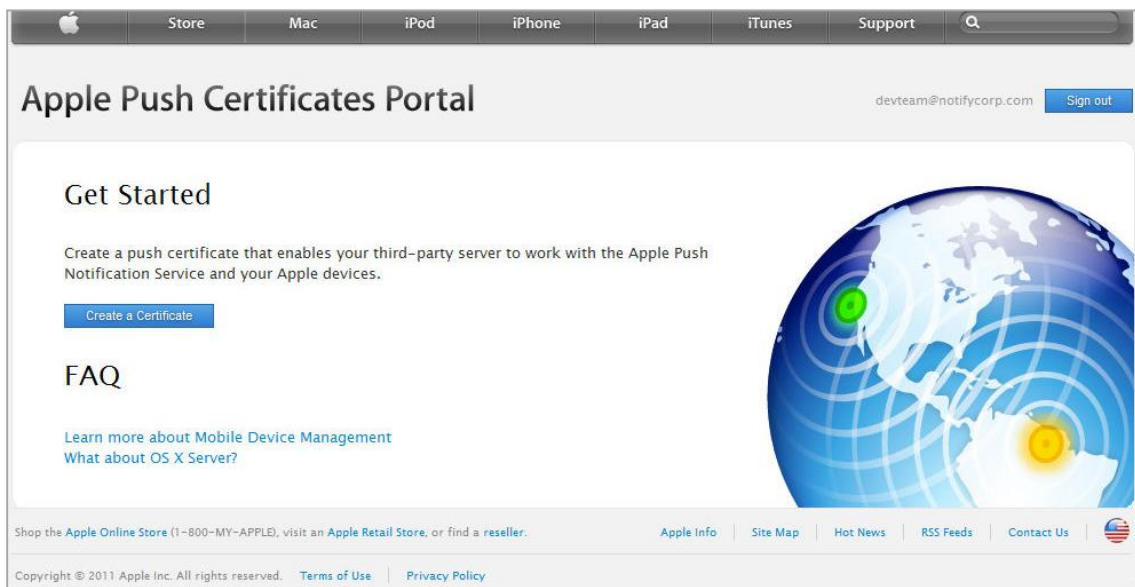 Store Mac iPod iPhone iPad iTunes Support
Apple Push Certificates Portal
devteam@notifycorp.com Sign out
Get Started
Create a push certificate that enables your third-party server to work with the Apple Push
Notification Service and your Apple devices.
Create a Certificate
FAQ
Learn more about Mobile Device Management
What about OS X Server?
Shop the Apple Online Store (1-800-MY-APPLE), visit an Apple Retail Store, or find a reseller. Apple Info Site Map Hot News RSS Feeds Contact Us
Copyright © 2011 Apple Inc. All rights reserved. Terms of Use Privacy Policy